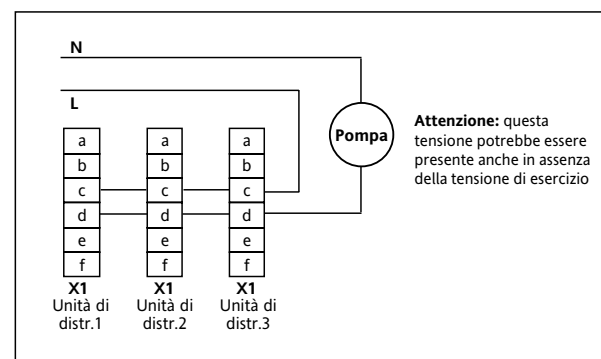 N
L
Pompa
Attenzione: questa
tensione potrebbe essere
presente anche in assenza
della tensione di esercizio
a a a
b b b
c c c
d d d
e e e
f f f
X1 X1 X1
Unità di Unità di Unità di
distr.1 distr.2 distr.3